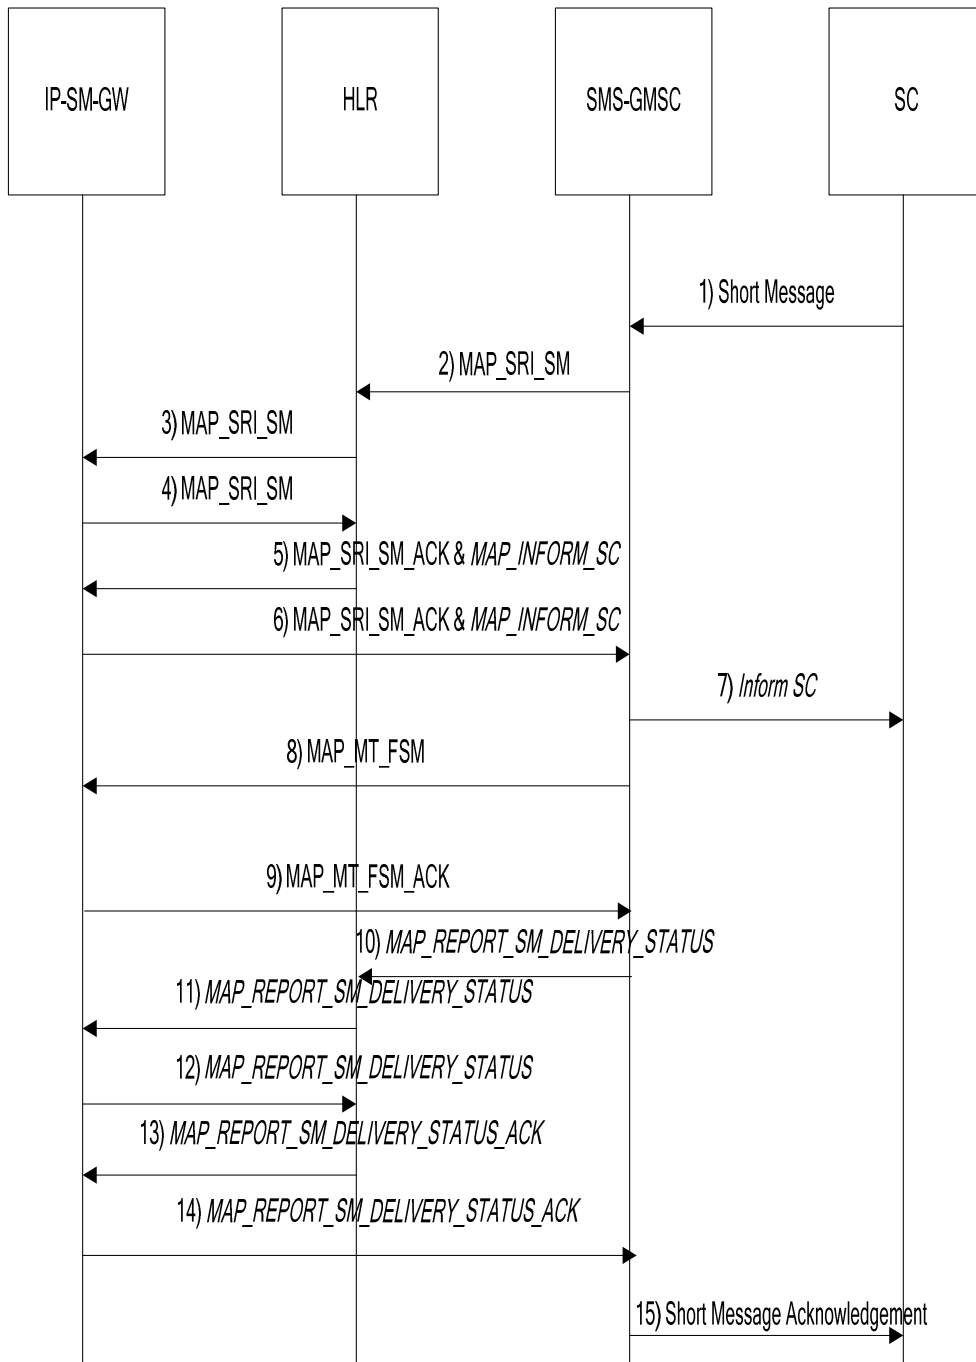 IP-SM-GW
HLR
SMS-GMSC
SC
1) Short Message
2) MAP_SRI_SM
3) MAP_SRI_SM
4) MAP_SRI_SM
5) MAP_SRI_SM_ACK & MAP_INFORM_SC
6) MAP_SRI_SM_ACK & MAP_INFORM_SC
7) Inform SC
8) MAP_MT_FSM
9) MAP_MT_FSM_ACK
10) MAP_REPORT_SM_DELIVERY_STATUS
11) MAP_REPORT_SM_DELIVERY_STATUS
12) MAP_REPORT_SM_DELIVERY_STATUS
13) MAP_REPORT_SM_DELIVERY_STATUS_ACK
14) MAP_REPORT_SM_DELIVERY_STATUS_ACK
15) Short Message Acknowledgement